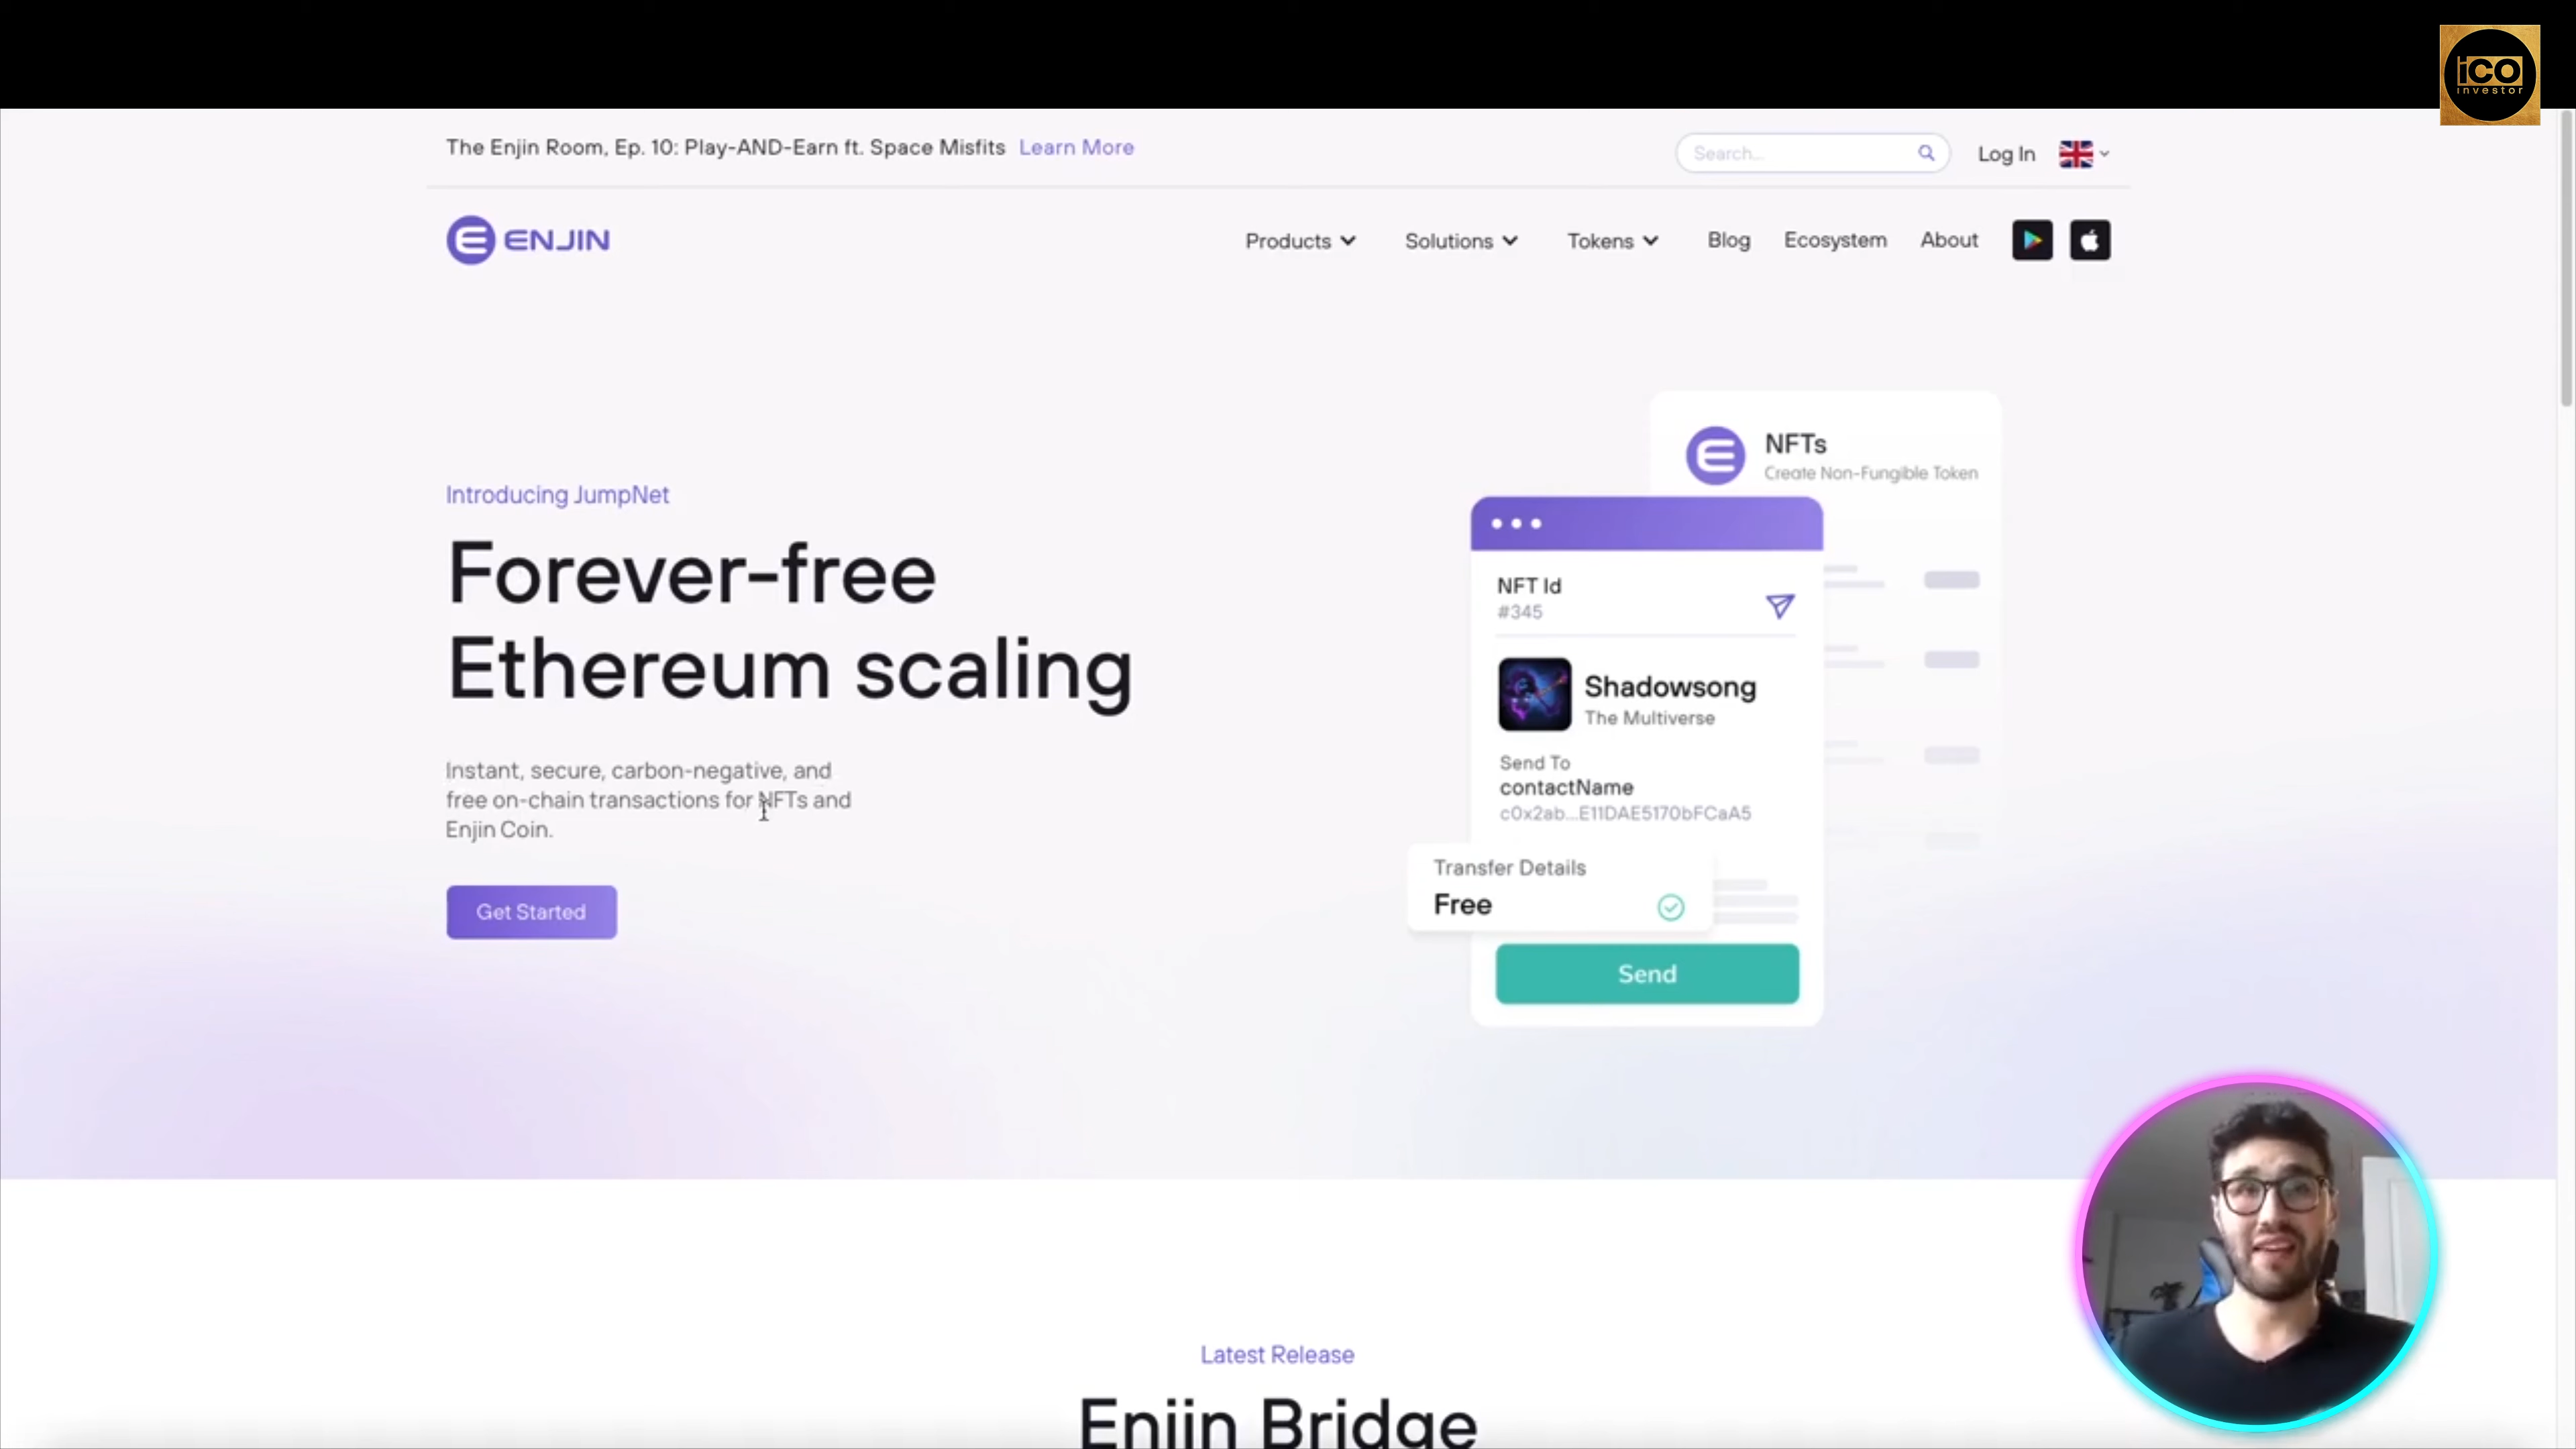 iCO
investor
The Enjin Room, Ep. 10: Play-AND-Earn ft. Space Misfits Learn More
Search...
Log In
ENJIN
Products
Solutions
Tokens
Blog
Ecosystem
About
Introducing JumpNet
Forever-free
Ethereum scaling
Instant, secure, carbon-negative, and
free on-chain transactions for NFTs and
Enjin Coin.
Get Started
NFTs
Create Non-Fungible Token
NFT Id
#345
Shadowsong
The Multiverse
Send To
contactName
c0x2ab...E11DAE5170bFCaA5
Transfer Details
Free
Send
Latest Release
Enjin Bridge